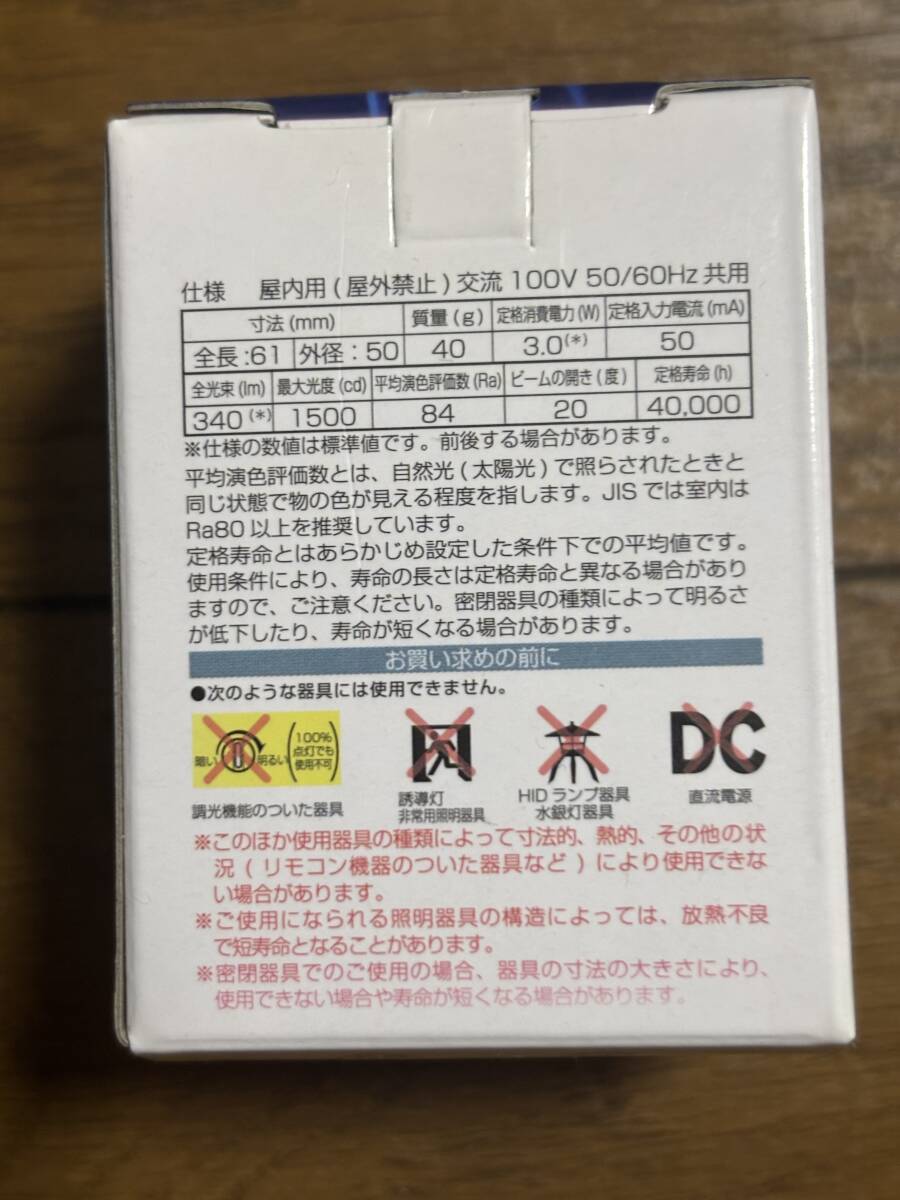 仕様 屋内用(屋外禁止)交流100V 50/60Hz共用
寸法(mm) 質量(g) 定格消費電力(W) 定格入力電流(mA)
全長:61 外径:50 40 3.0(*) 50
全光束(lm) 最大光度(cd) 平均演色評価数(Ra) ビームの開き(度) 定格寿命(h)
340(*) 1500 84 20 40,000
※仕様の数値は標準値です。前後する場合があります。
平均演色評価数とは、自然光(太陽光)で照らされたときと
同じ状態で物の色が見える程度を指します。JISでは室内は
Ra80以上を推奨しています。
定格寿命とはあらかじめ設定した条件下での平均値です。
使用条件により、寿命の長さは定格寿命と異なる場合があり
ますので、ご注意ください。密閉器具の種類によって明るさ
が低下したり、寿命が短くなる場合があります。
お買い求めの前に
●次のような器具には使用できません。
暗い 明るい (100%
点灯でも
使用不可)
DC
調光機能のついた器具
誘導灯
非常用照明器具
HIDランプ器具
水銀灯器具
直流電源
※このほか使用器具の種類によって寸法的、熱的、その他の状
況(リモコン機器のついた器具など)により使用できな
い場合があります。
※ご使用になられる照明器具の構造によっては、放熱不良
で短寿命となることがあります。
※密閉器具でのご使用の場合、器具の寸法の大きさにより、
使用できない場合や寿命が短くなる場合があります。